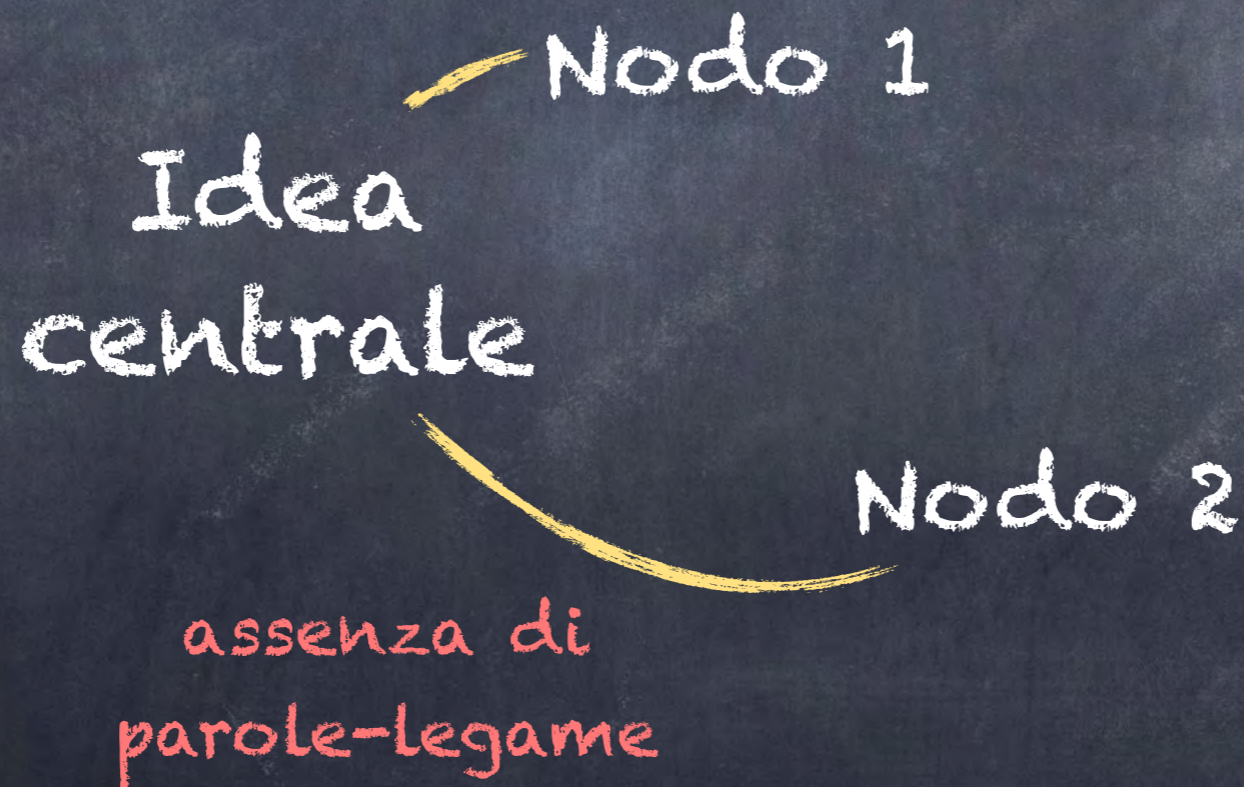 Nodo 1
Idea
centrale
Nodo 2
assenza di
parole-legame